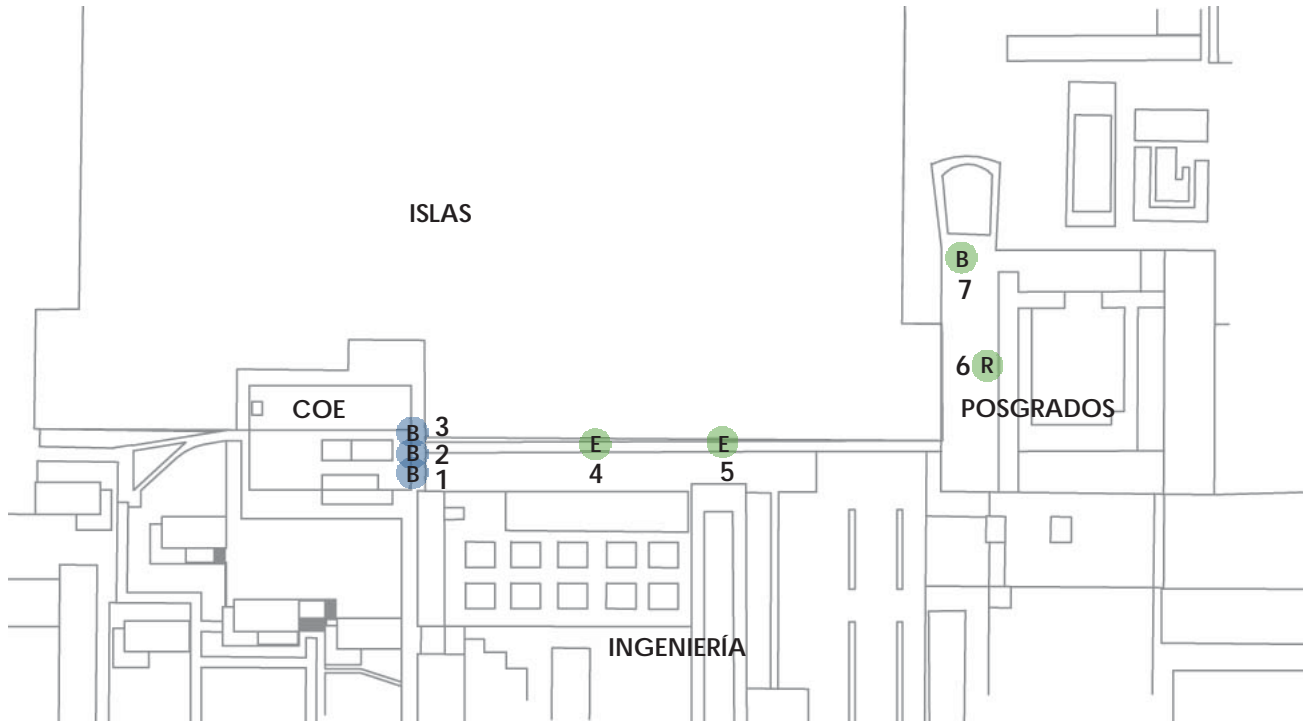 ISLAS
B
7
6 R
COE
POSGRADOS
B 3
B 2
B 1
E
4
E
5
INGENIERÍA